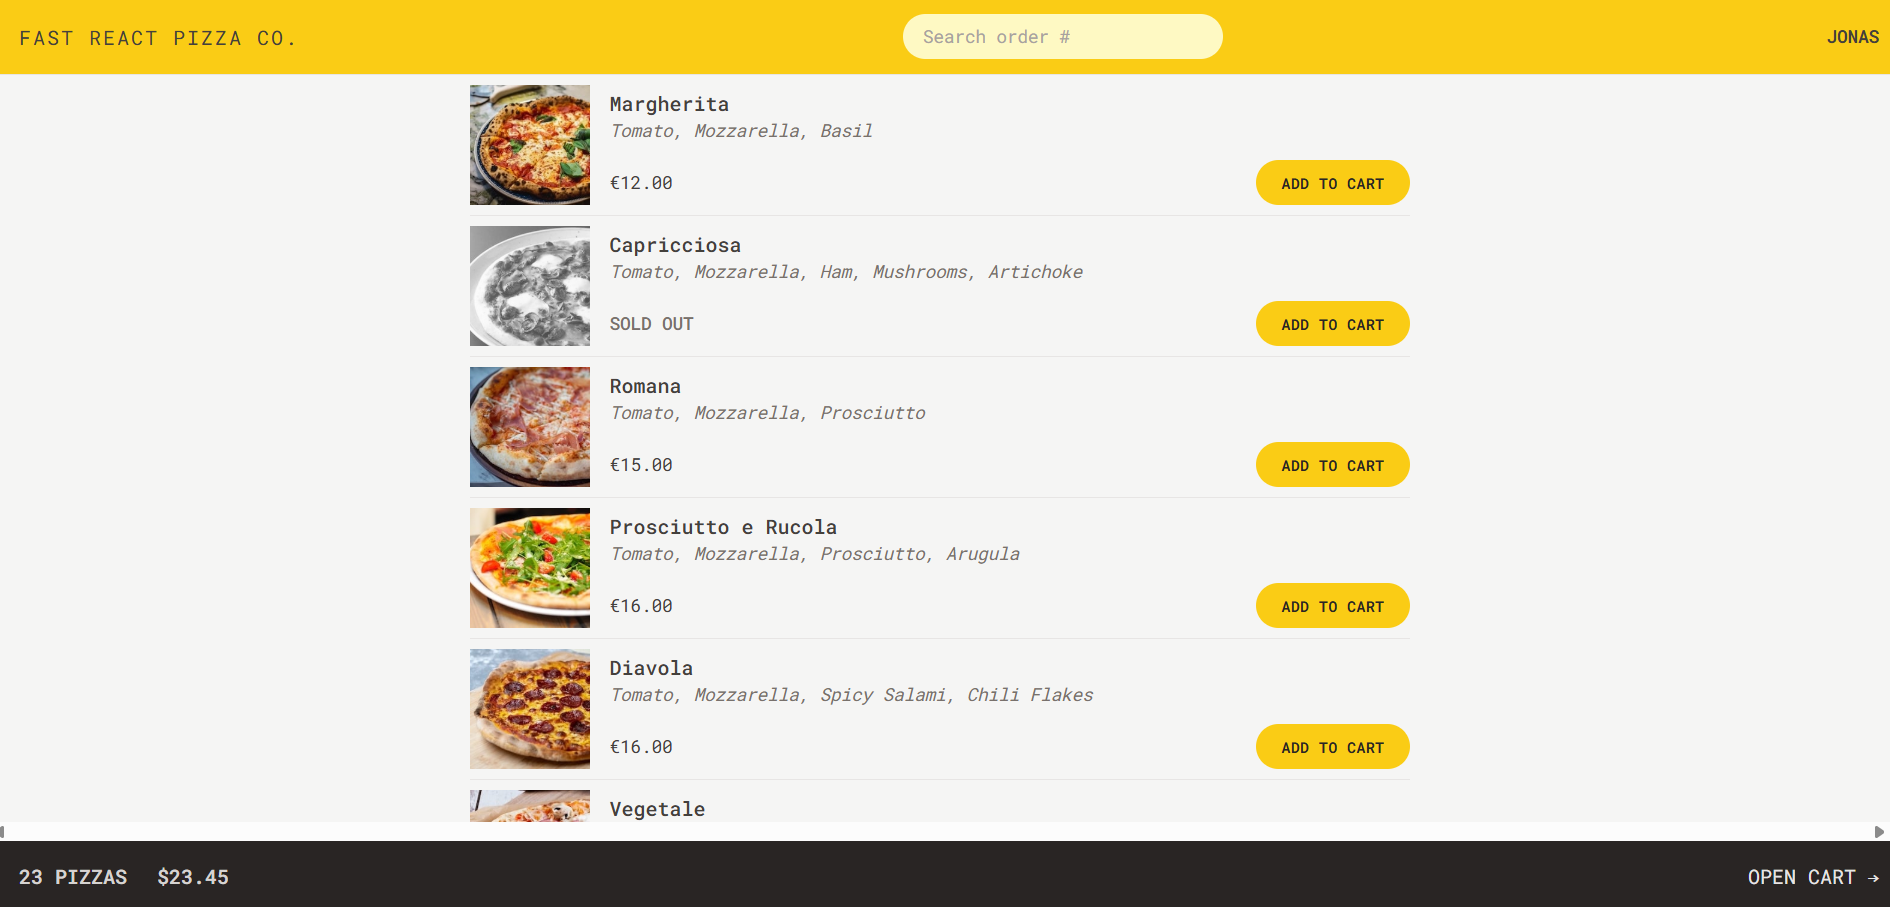 FAST REACT PIZZA CO.
Search order #
JONAS
Margherita
Tomato, Mozzarella, Basil
€12.00
ADD TO CART
Capricciosa
Tomato, Mozzarella, Ham, Mushrooms, Artichoke
SOLD OUT
ADD TO CART
Romana
Tomato, Mozzarella, Prosciutto
€15.00
ADD TO CART
Prosciutto e Rucola
Tomato, Mozzarella, Prosciutto, Arugula
€16.00
ADD TO CART
Diavola
Tomato, Mozzarella, Spicy Salami, Chili Flakes
€16.00
ADD TO CART
Vegetale
23 PIZZAS $23.45
OPEN CART →